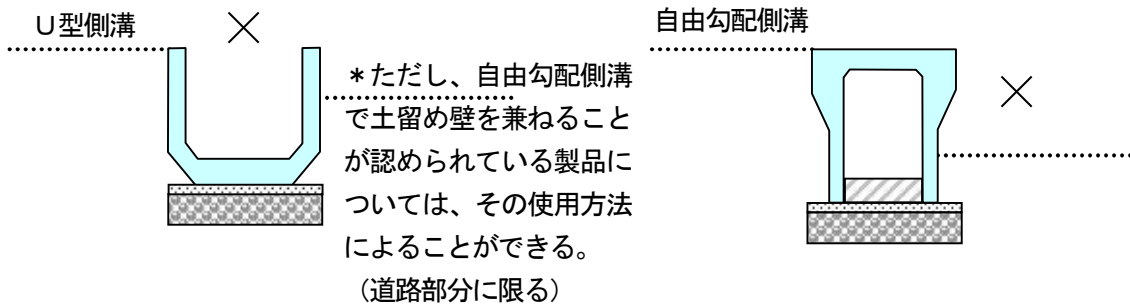 U型側溝
＊ただし、自由勾配側溝
で土留め壁を兼ねること
が認められている製品に
ついては、その使用方法
によることができる。
（道路部分に限る）
自由勾配側溝